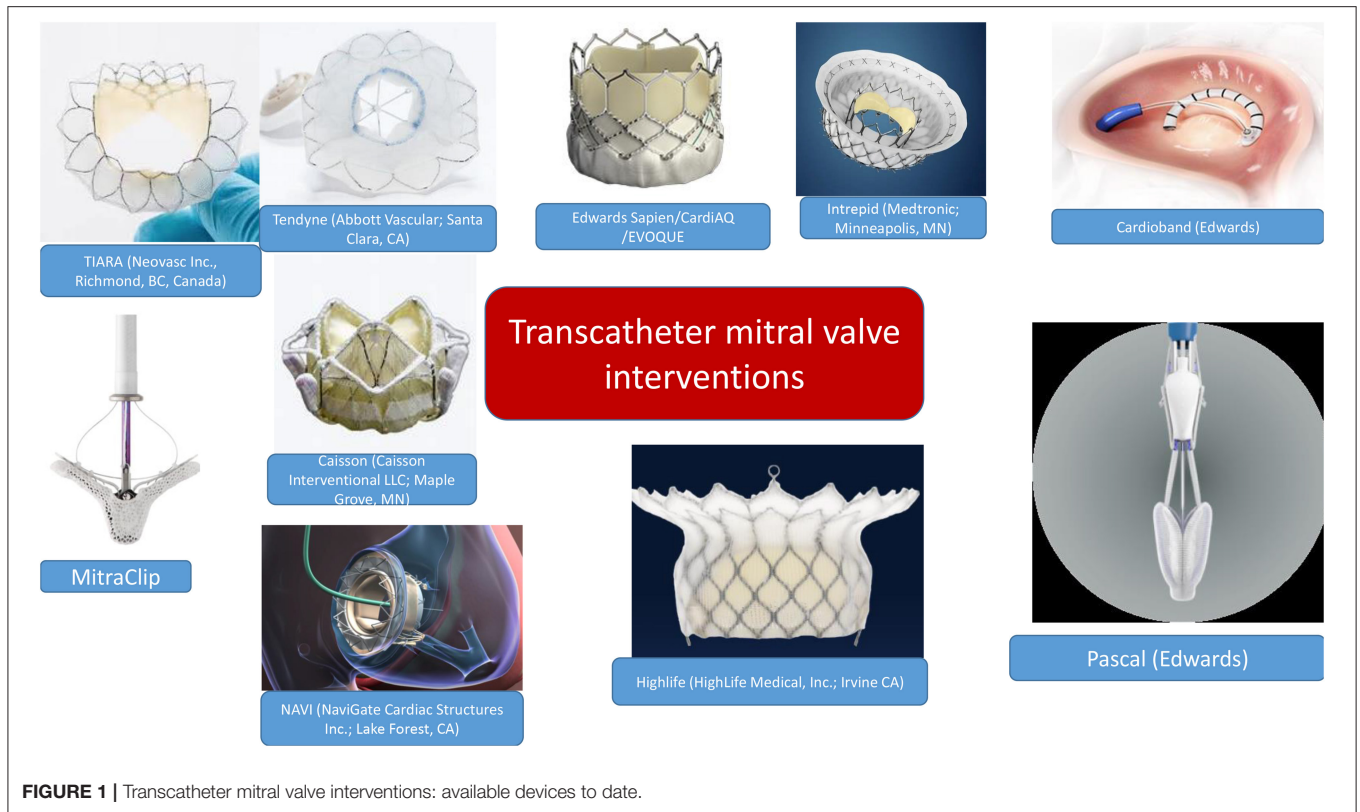 TIARA (Neovasc Inc.,
Richmond, BC, Canada)
Tendyne (Abbott Vascular; Santa
Clara, CA)
Edwards Sapien/CardiAQ
/EVOQUE
Intrepid (Medtronic;
Minneapolis, MN)
Cardioband (Edwards)
Transcatheter mitral valve
interventions
MitraClip
Caisson (Caisson
Interventional LLC; Maple
Grove, MN)
NAVI (NaviGate Cardiac Structures
Inc.; Lake Forest, CA)
Highlife (HighLife Medical, Inc.; Irvine CA)
Pascal (Edwards)
FIGURE 1 | Transcatheter mitral valve interventions: available devices to date.